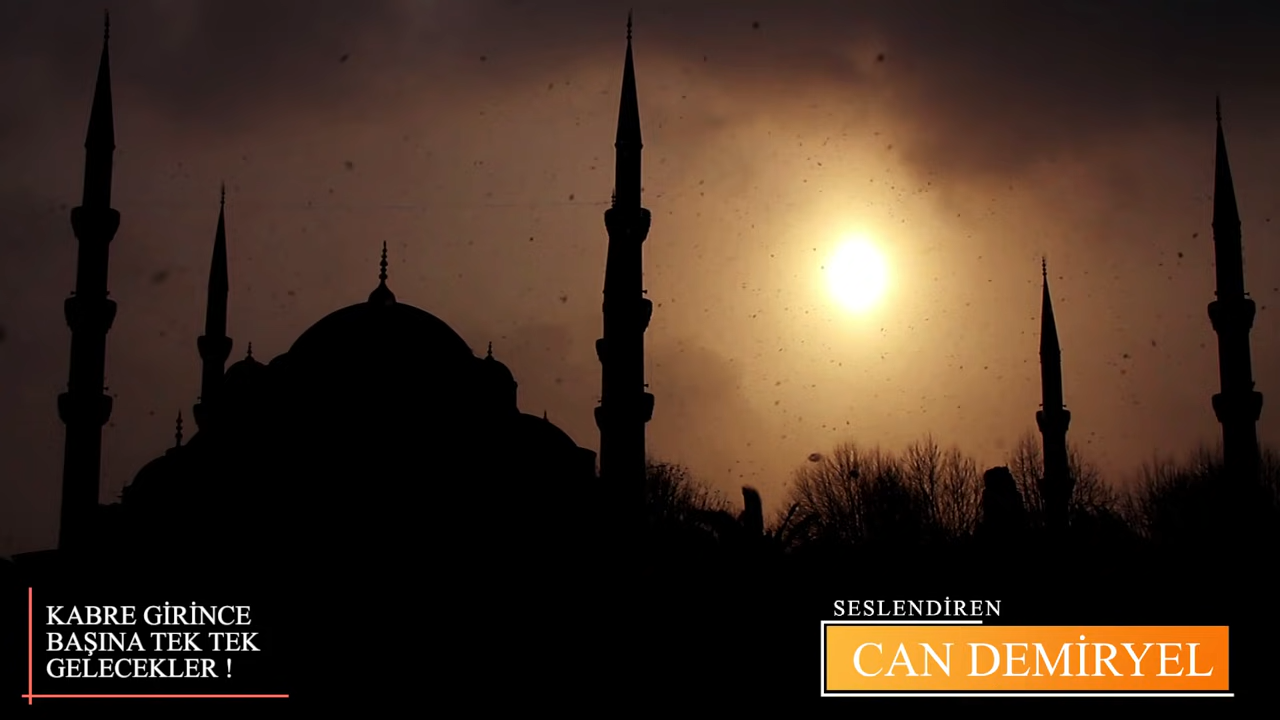 KABRE GİRİNCE
BAŞINA TEK TEK
GELECEKLER !
SESLENDİREN
CAN DEMİRYEL